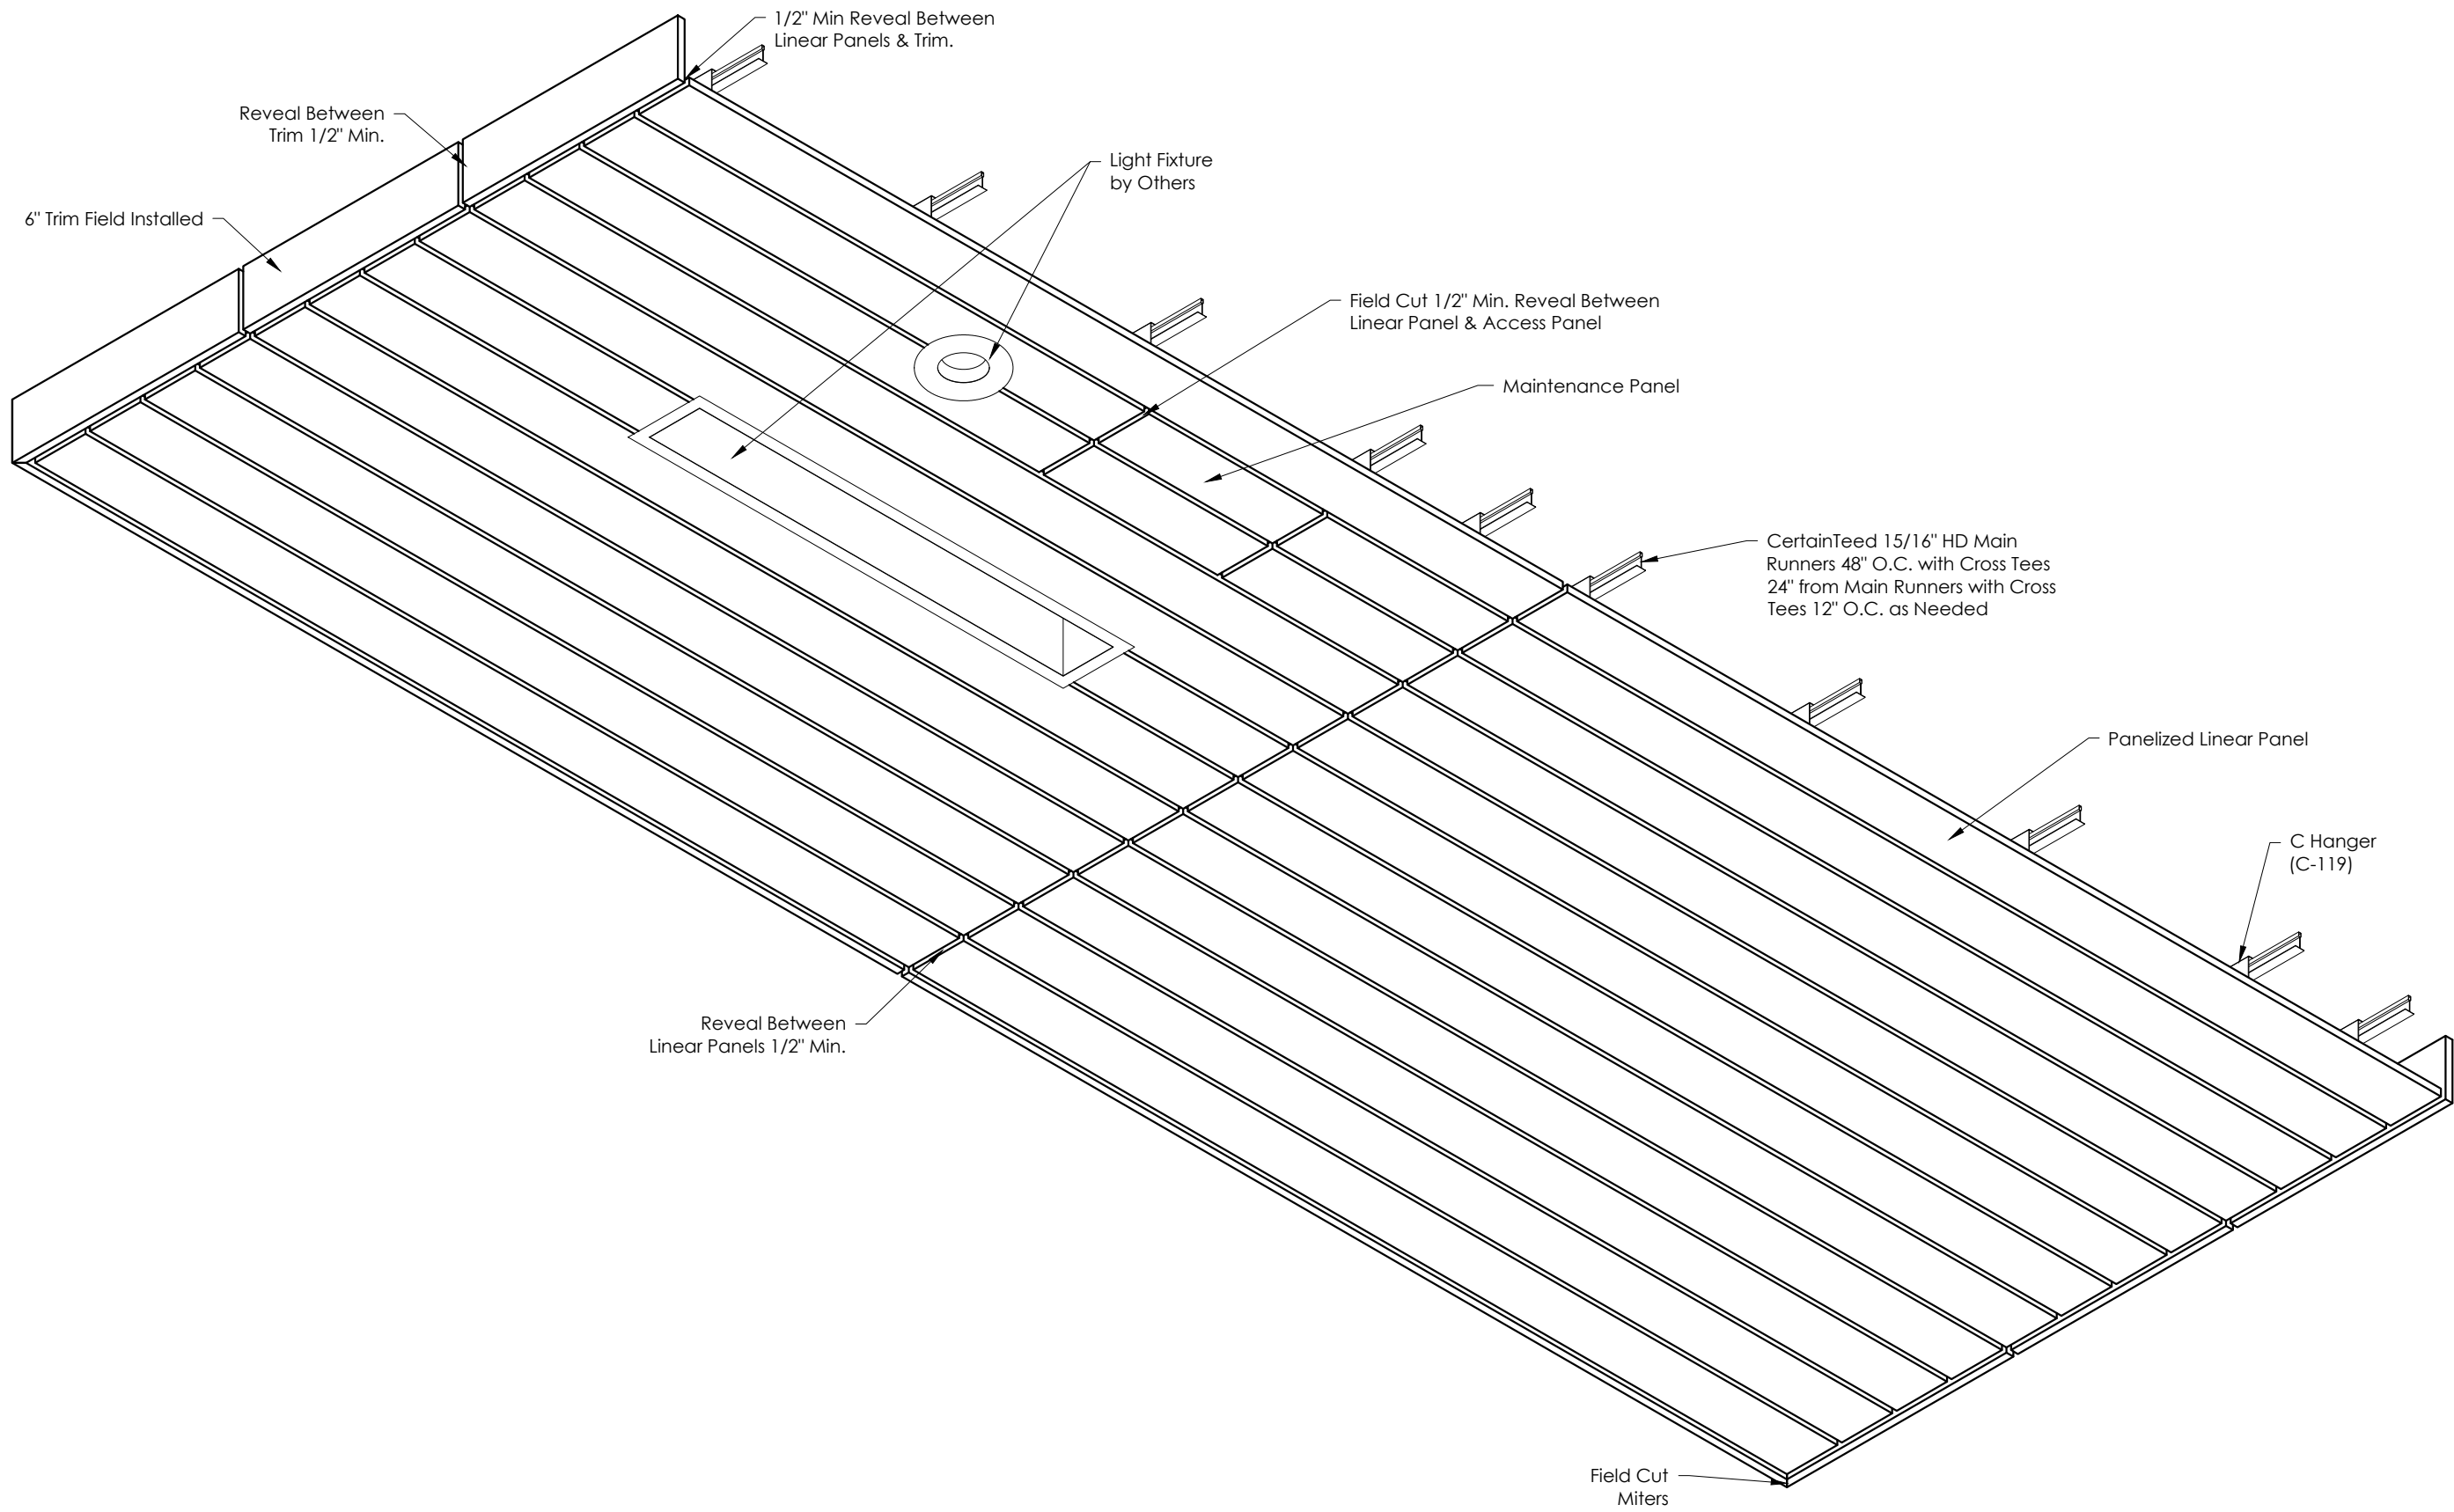 1/2" Min Reveal Between
Linear Panels & Trim.
Reveal Between
Trim 1/2" Min.
Light Fixture
by Others
6" Trim Field Installed
Field Cut 1/2" Min. Reveal Between
Linear Panel & Access Panel
Maintenance Panel
CertainTeed 15/16" HD Main
Runners 48" O.C. with Cross Tees
24" from Main Runners with Cross
Tees 12" O.C. as Needed
Panelized Linear Panel
C Hanger
(C-119)
Reveal Between
Linear Panels 1/2" Min.
Field Cut
Miters